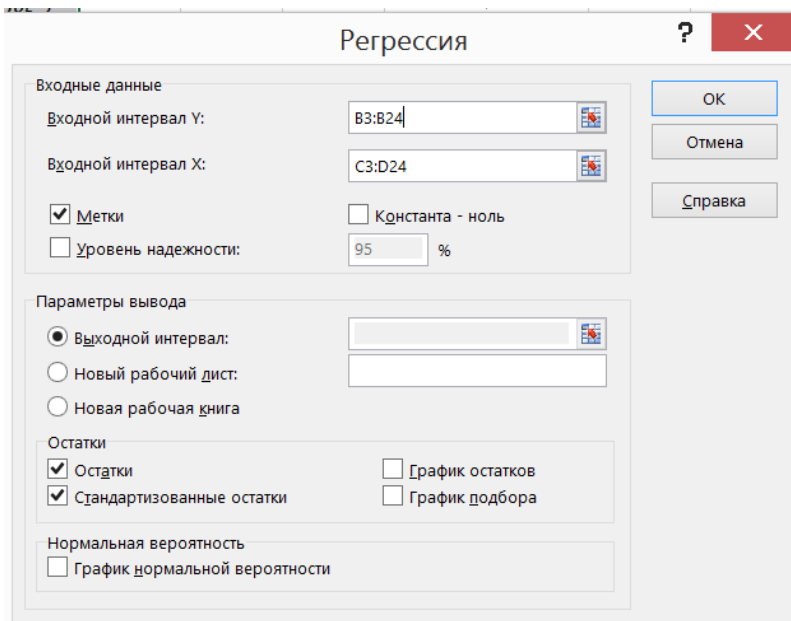 Регрессия
?
Входные данные
Входной интервал Y:
B3:B24
Входной интервал X:
C3:D24
Метки
Константа - ноль
Уровень надежности:
95
%
Параметры вывода
Выходной интервал:
Новый рабочий лист:
Новая рабочая книга
Остатки
Остатки
График остатков
Стандартизованные остатки
График подбора
Нормальная вероятность
График нормальной вероятности
ОК
Отмена
Справка